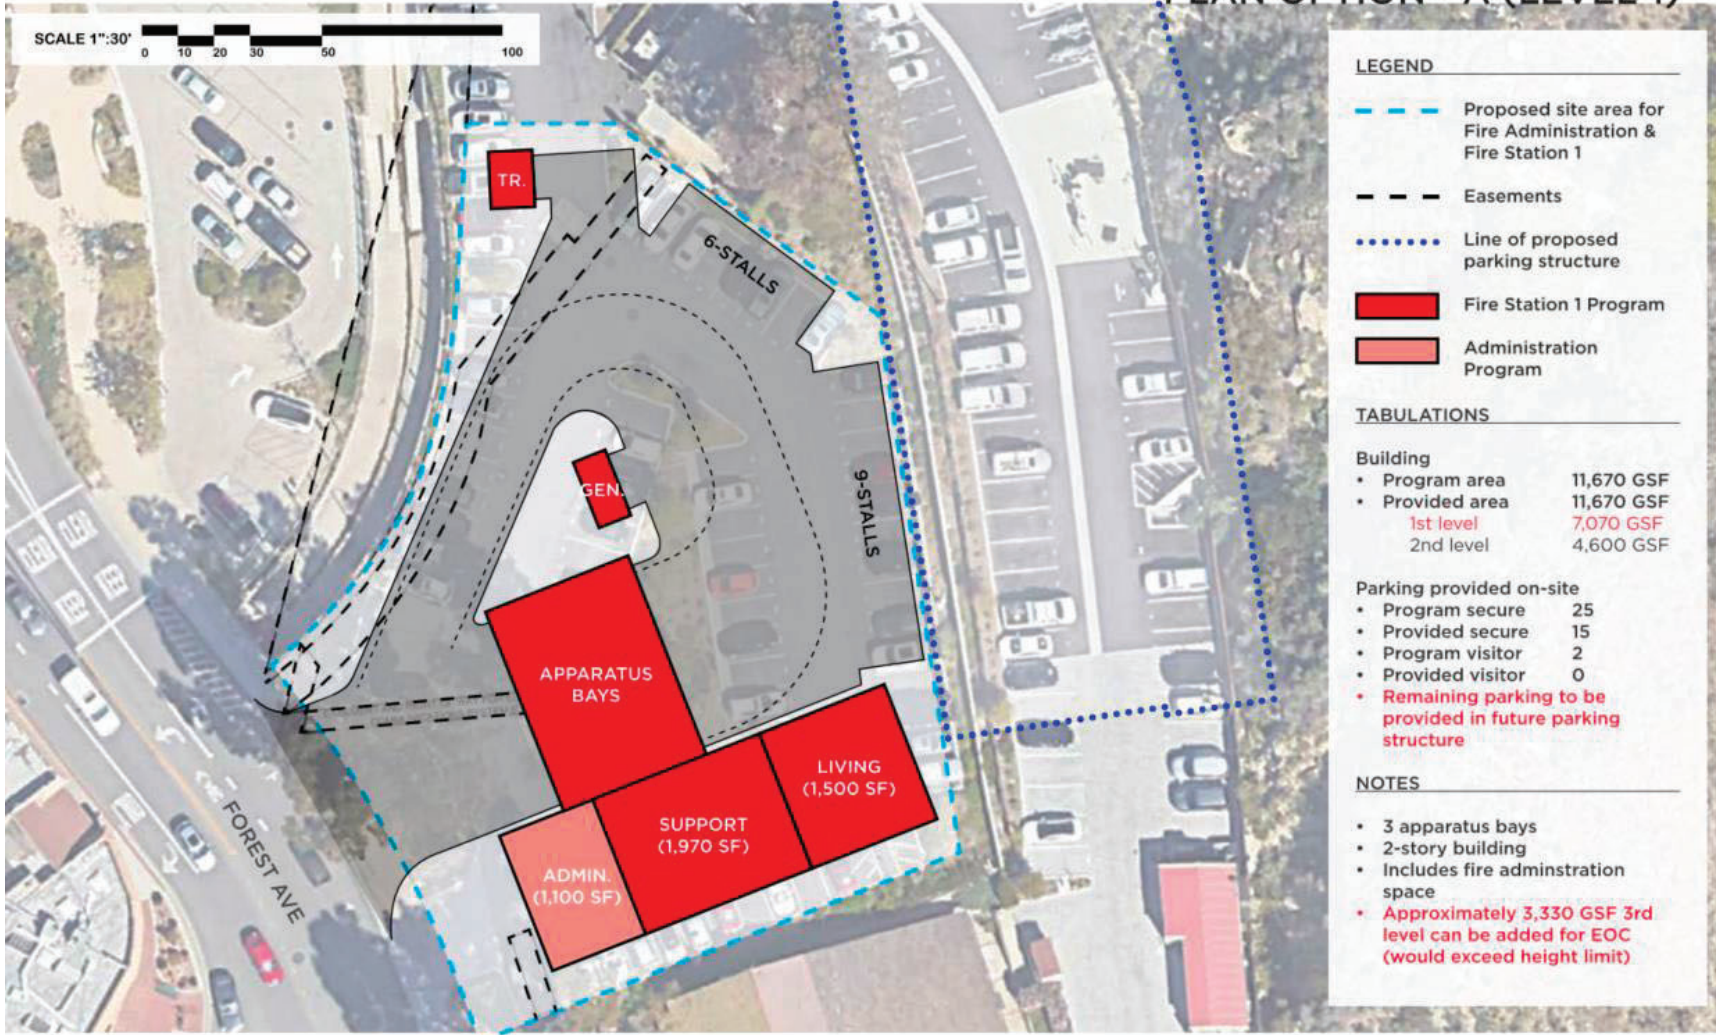 PLAN OPTION - A (LEVEL 1)
SCALE 1":30'
0 10 20 30 50 100
TR.
6-STALLS
GEN.
9-STALLS
APPARATUS
BAYS
LIVING
(1,500 SF)
SUPPORT
(1,970 SF)
ADMIN.
(1,100 SF)
FOREST AVE
LEGEND
Proposed site area for
Fire Administration &
Fire Station 1
Easements
Line of proposed
parking structure
Fire Station 1 Program
Administration
Program
TABULATIONS
Building
• Program area 11,670 GSF
• Provided area 11,670 GSF
1st level 7,070 GSF
2nd level 4,600 GSF
Parking provided on-site
• Program secure 25
• Provided secure 15
• Program visitor 2
• Provided visitor 0
• Remaining parking to be
provided in future parking
structure
NOTES
• 3 apparatus bays
• 2-story building
• Includes fire adminstration
space
• Approximately 3,330 GSF 3rd
level can be added for EOC
(would exceed height limit)